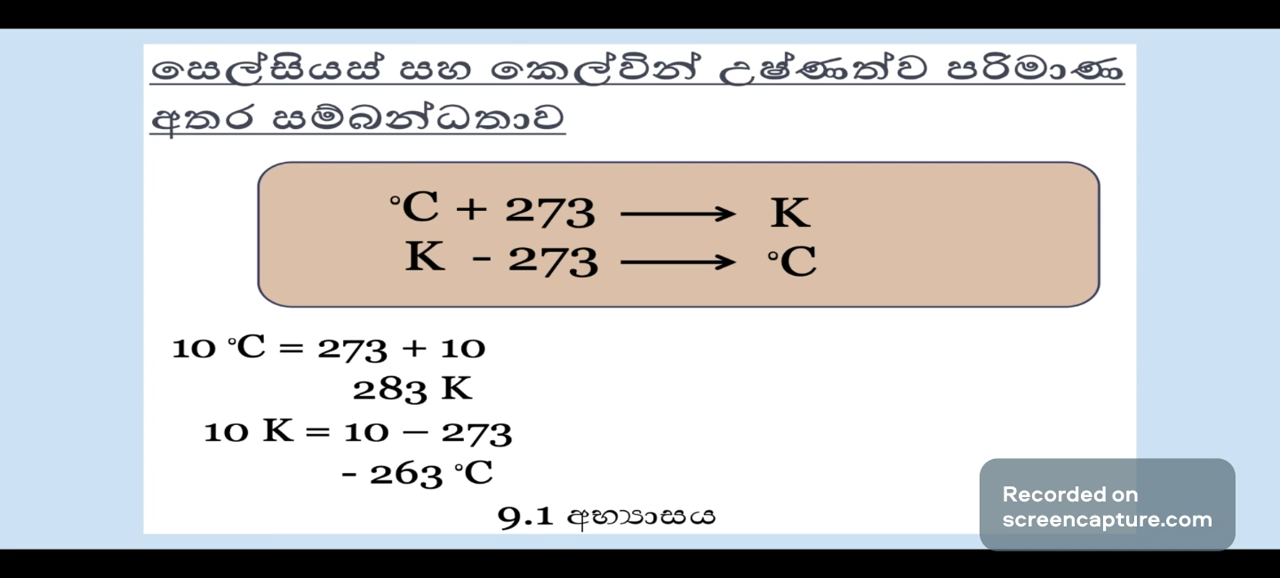 සෙල්සියස් සහ කෙල්වින් උෂ්ණත්ව පරිමාණ
අතර සම්බන්ධතාව
°C + 273 ⟶ K
K - 273 ⟶ °C
10 °C = 273 + 10
283 K
10 K = 10 – 273
- 263 °C
9.1 අභ්‍යාසය
Recorded on
screencapture.com